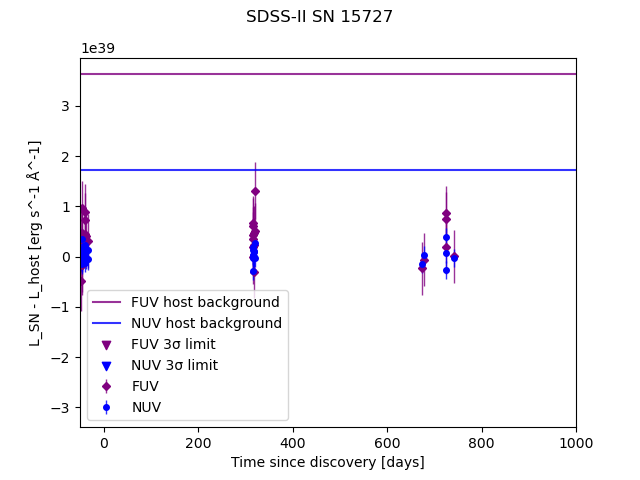 SDSS-II SN 15727
1e39
L_SN - L_host [erg s^-1 Å^-1]
3
2
1
0
−1
−2
−3
FUV host background
NUV host background
FUV 3σ limit
NUV 3σ limit
FUV
NUV
0 200 400 600 800 1000
Time since discovery [days]